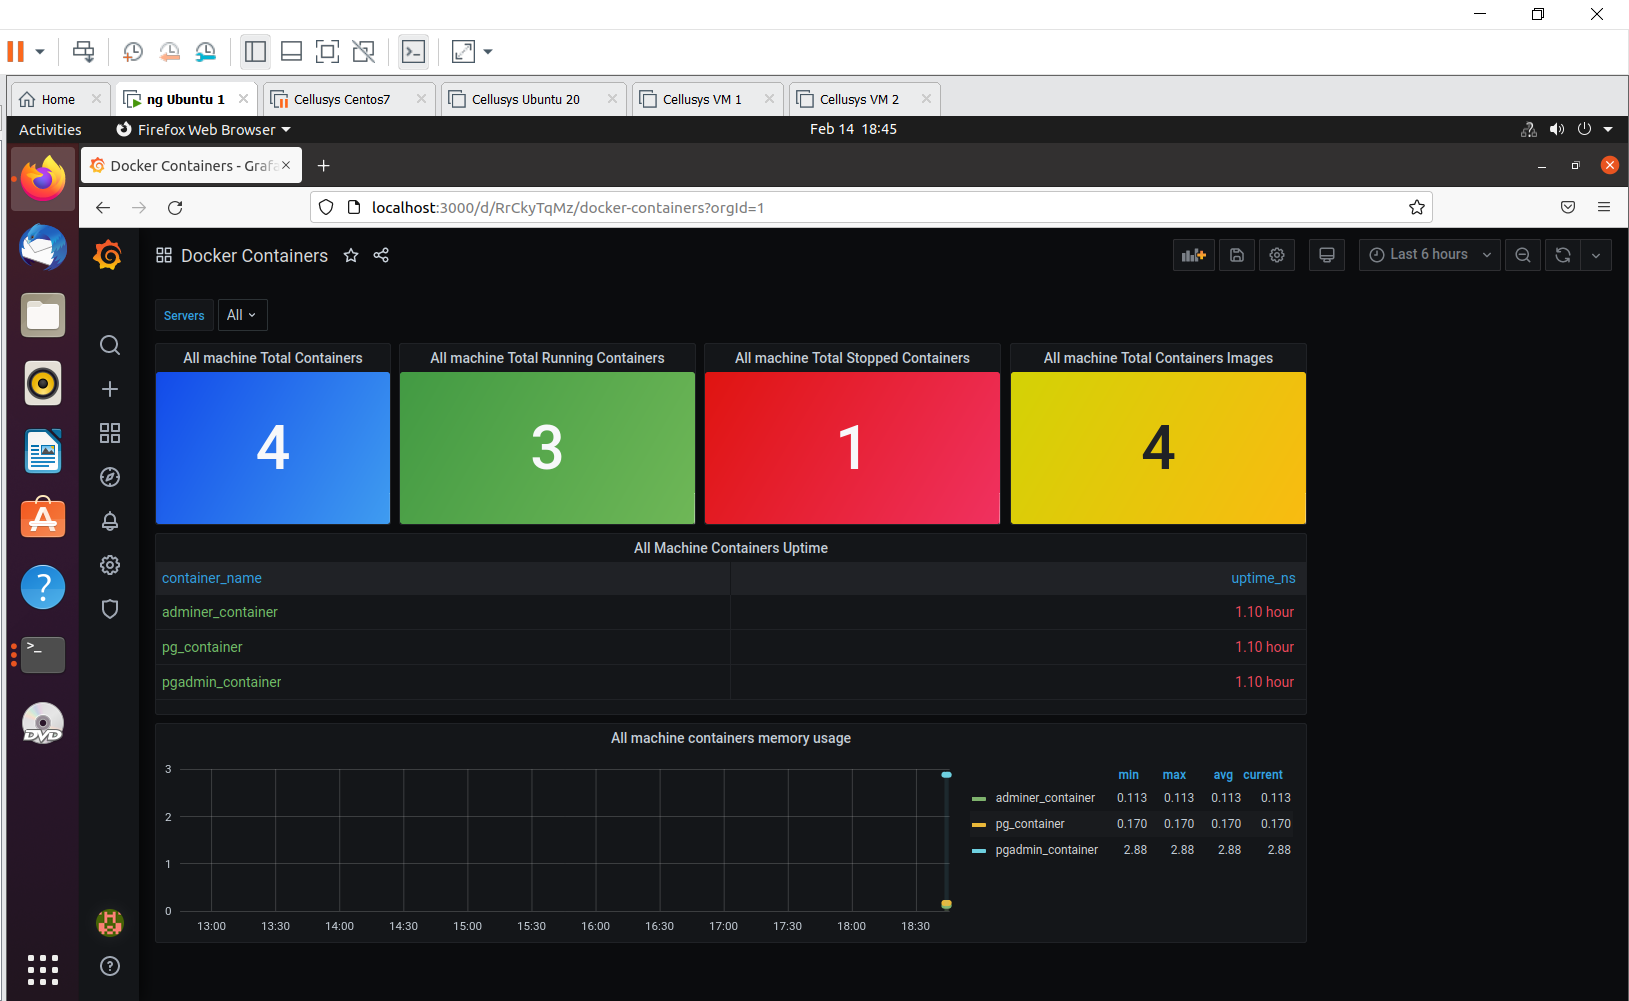 Home
ng Ubuntu 1
Cellusys Centos7
Cellusys Ubuntu 20
Cellusys VM 1
Cellusys VM 2
Activities
Firefox Web Browser
Feb 14 18:45
Docker Containers - Grafa
localhost:3000/d/RrCkyTqMz/docker-containers?orgId=1
Docker Containers
Last 6 hours
Servers
All
All machine Total Containers
All machine Total Running Containers
All machine Total Stopped Containers
All machine Total Containers Images
4
3
1
4
All Machine Containers Uptime
container_name uptime_ns
adminer_container 1.10 hour
pg_container 1.10 hour
pgadmin_container 1.10 hour
All machine containers memory usage
3
2
1
0
13:00 13:30 14:00 14:30 15:00 15:30 16:00 16:30 17:00 17:30 18:00 18:30
min max avg current
adminer_container 0.113 0.113 0.113 0.113
pg_container 0.170 0.170 0.170 0.170
pgadmin_container 2.88 2.88 2.88 2.88
>_
?
DVD